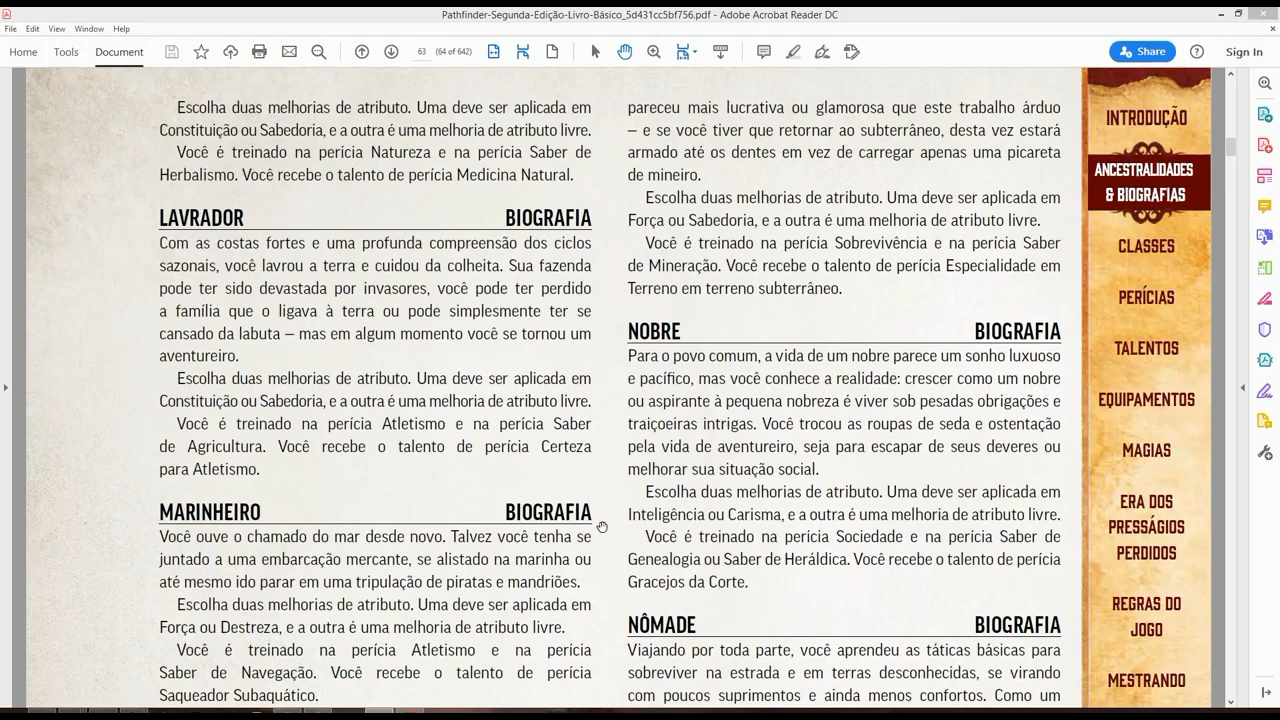 Pathfinder-Segunda-Edição-Livro-Básico_5d431cc5bf756.pdf - Adobe Acrobat Reader DC
File Edit View Window Help
Home Tools Document
63 (64 of 642)
Share
Sign In
Escolha duas melhorias de atributo. Uma deve ser aplicada em
Constituição ou Sabedoria, e a outra é uma melhoria de atributo livre.
Você é treinado na perícia Natureza e na perícia Saber de
Herbalismo. Você recebe o talento de perícia Medicina Natural.
LAVRADOR BIOGRAFIA
Com as costas fortes e uma profunda compreensão dos ciclos
sazonais, você lavrou a terra e cuidou da colheita. Sua fazenda
pode ter sido devastada por invasores, você pode ter perdido
a família que o ligava à terra ou pode simplesmente ter se
cansado da labuta – mas em algum momento você se tornou um
aventureiro.
Escolha duas melhorias de atributo. Uma deve ser aplicada em
Constituição ou Sabedoria, e a outra é uma melhoria de atributo livre.
Você é treinado na perícia Atletismo e na perícia Saber
de Agricultura. Você recebe o talento de perícia Certeza
para Atletismo.
MARINHEIRO BIOGRAFIA
Você ouve o chamado do mar desde novo. Talvez você tenha se
juntado a uma embarcação mercante, se alistado na marinha ou
até mesmo ido parar em uma tripulação de piratas e mandriões.
Escolha duas melhorias de atributo. Uma deve ser aplicada em
Força ou Destreza, e a outra é uma melhoria de atributo livre.
Você é treinado na perícia Atletismo e na perícia
Saber de Navegação. Você recebe o talento de perícia
Saqueador Subaquático.
pareceu mais lucrativa ou glamorosa que este trabalho árduo
– e se você tiver que retornar ao subterrâneo, desta vez estará
armado até os dentes em vez de carregar apenas uma picareta
de mineiro.
Escolha duas melhorias de atributo. Uma deve ser aplicada em
Força ou Sabedoria, e a outra é uma melhoria de atributo livre.
Você é treinado na perícia Sobrevivência e na perícia Saber
de Mineração. Você recebe o talento de perícia Especialidade em
Terreno em terreno subterrâneo.
NOBRE BIOGRAFIA
Para o povo comum, a vida de um nobre parece um sonho luxuoso
e pacífico, mas você conhece a realidade: crescer como um nobre
ou aspirante à pequena nobreza é viver sob pesadas obrigações e
traiçoeiras intrigas. Você trocou as roupas de seda e ostentação
pela vida de aventureiro, seja para escapar de seus deveres ou
melhorar sua situação social.
Escolha duas melhorias de atributo. Uma deve ser aplicada em
Inteligência ou Carisma, e a outra é uma melhoria de atributo livre.
Você é treinado na perícia Sociedade e na perícia Saber de
Genealogia ou Saber de Heráldica. Você recebe o talento de perícia
Gracejos da Corte.
NÔMADE BIOGRAFIA
Viajando por toda parte, você aprendeu as táticas básicas para
sobreviver na estrada e em terras desconhecidas, se virando
com poucos suprimentos e ainda menos confortos. Como um
INTRODUÇÃO
ANCESTRALIDADES
& BIOGRAFIAS
CLASSES
PERÍCIAS
TALENTOS
EQUIPAMENTOS
MAGIAS
ERA DOS
PRESSÁGIOS
PERDIDOS
REGRAS DO
JOGO
MESTRANDO